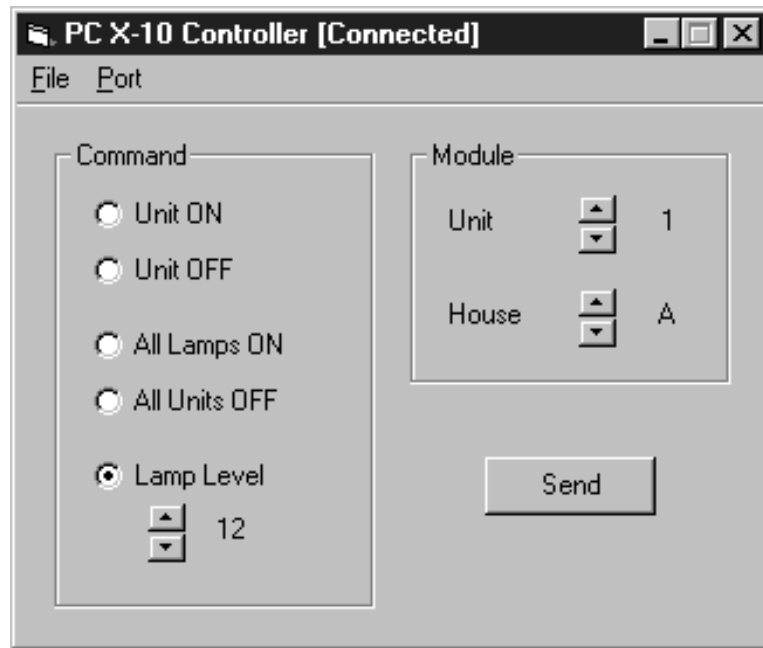 PC X-10 Controller [Connected]
File Port
Command
Unit ON
Unit OFF
All Lamps ON
All Units OFF
Lamp Level
12
Module
Unit 1
House A
Send